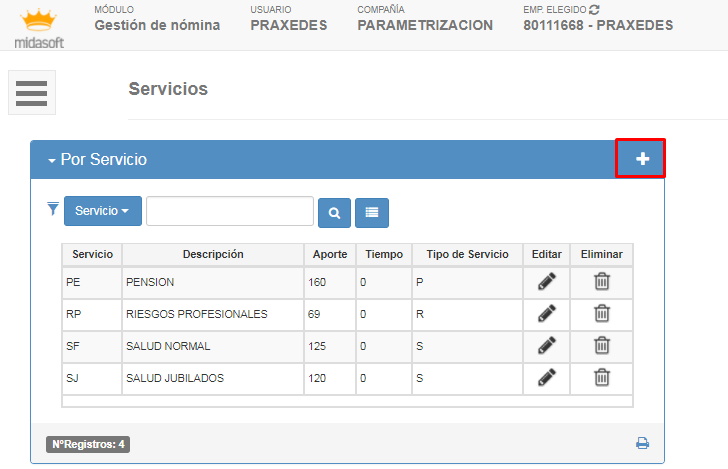 midasoft
MÓDULO
Gestión de nómina
USUARIO
PRAXEDES
COMPAÑÍA
PARAMETRIZACION
EMP. ELEGIDO
80111668 - PRAXEDES
Servicios
Por Servicio
Servicio
Servicio Descripción Aporte Tiempo Tipo de Servicio Editar Eliminar
PE PENSION 160 0 P
RP RIESGOS PROFESIONALES 69 0 R
SF SALUD NORMAL 125 0 S
SJ SALUD JUBILADOS 120 0 S
NºRegistros: 4